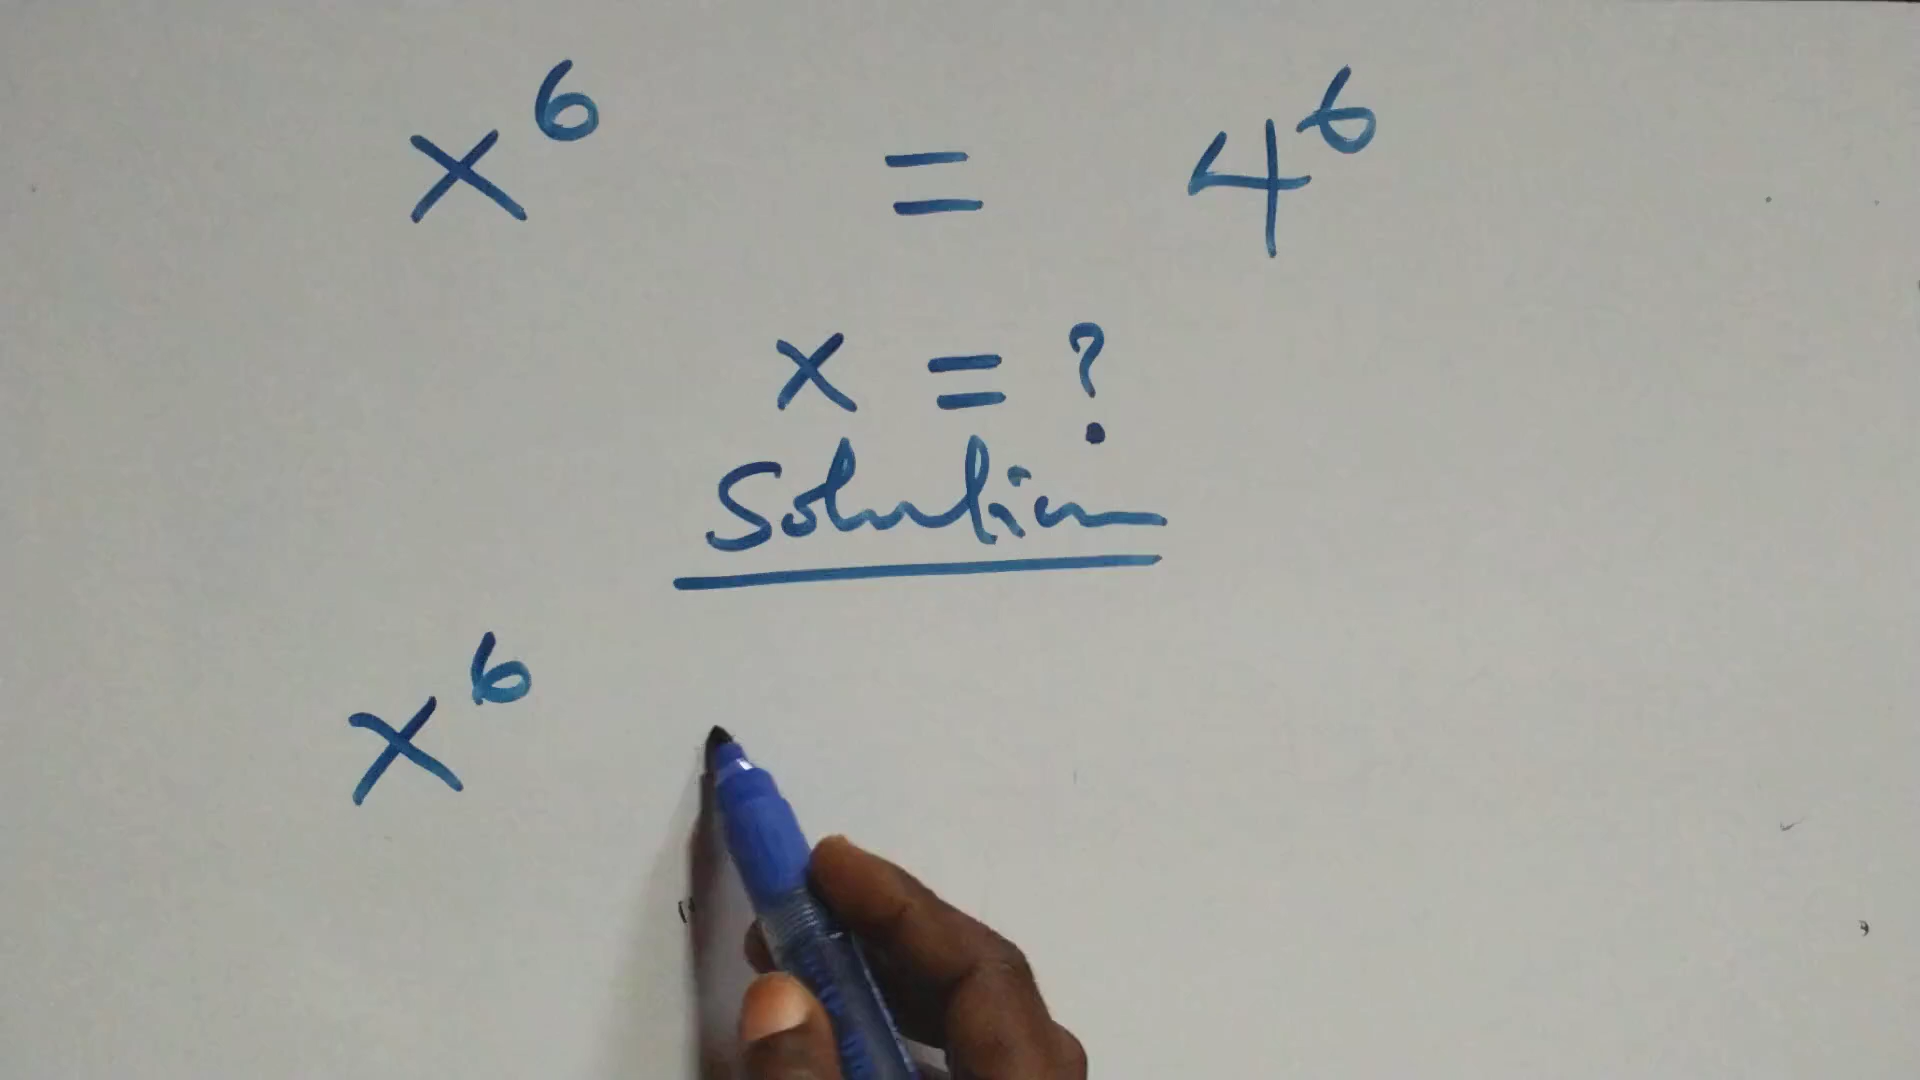 x⁶ = 4⁶
x = ?
Solution
x⁶